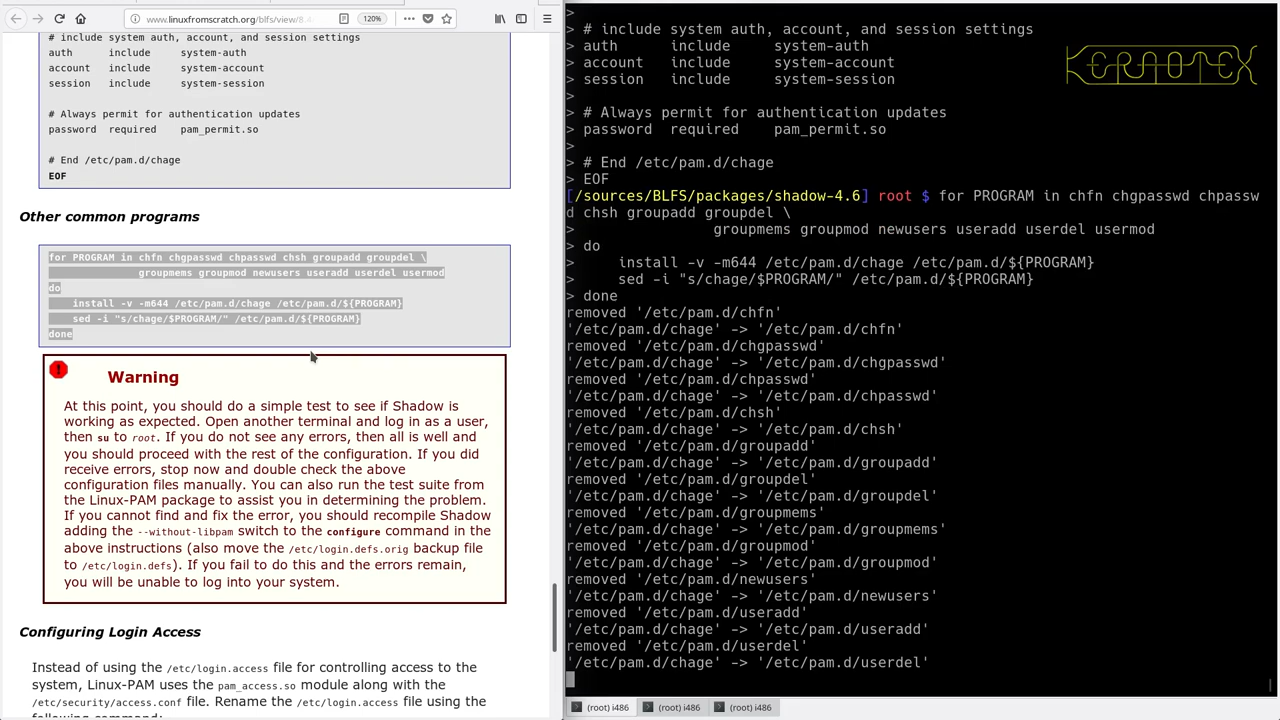 www.linuxfromscratch.org/blfs/view/8.4
120%
# include system auth, account, and session settings
auth include system-auth
account include system-account
session include system-session
# Always permit for authentication updates
password required pam_permit.so
# End /etc/pam.d/chage
EOF
Other common programs
for PROGRAM in chfn chgpasswd chpasswd chsh groupadd groupdel \
groupmems groupmod newusers useradd userdel usermod
do
install -v -m644 /etc/pam.d/chage /etc/pam.d/${PROGRAM}
sed -i "s/chage/$PROGRAM/" /etc/pam.d/${PROGRAM}
done
Warning
At this point, you should do a simple test to see if Shadow is
working as expected. Open another terminal and log in as a user,
then su to root. If you do not see any errors, then all is well and
you should proceed with the rest of the configuration. If you did
receive errors, stop now and double check the above
configuration files manually. You can also run the test suite from
the Linux-PAM package to assist you in determining the problem.
If you cannot find and fix the error, you should recompile Shadow
adding the --without-libpam switch to the configure command in the
above instructions (also move the /etc/login.defs.orig backup file
to /etc/login.defs). If you fail to do this and the errors remain,
you will be unable to log into your system.
Configuring Login Access
Instead of using the /etc/login.access file for controlling access to the
system, Linux-PAM uses the pam_access.so module along with the
/etc/security/access.conf file. Rename the /etc/login.access file using the
following command:
>
> # include system auth, account, and session settings
> auth include system-auth
> account include system-account
> session include system-session
>
> # Always permit for authentication updates
> password required pam_permit.so
>
> # End /etc/pam.d/chage
> EOF
[/sources/BLFS/packages/shadow-4.6] root $ for PROGRAM in chfn chgpasswd chpassw
d chsh groupadd groupdel \
> groupmems groupmod newusers useradd userdel usermod
> do
> install -v -m644 /etc/pam.d/chage /etc/pam.d/${PROGRAM}
> sed -i "s/chage/$PROGRAM/" /etc/pam.d/${PROGRAM}
> done
removed '/etc/pam.d/chfn'
'/etc/pam.d/chage' -> '/etc/pam.d/chfn'
removed '/etc/pam.d/chgpasswd'
'/etc/pam.d/chage' -> '/etc/pam.d/chgpasswd'
removed '/etc/pam.d/chpasswd'
'/etc/pam.d/chage' -> '/etc/pam.d/chpasswd'
removed '/etc/pam.d/chsh'
'/etc/pam.d/chage' -> '/etc/pam.d/chsh'
removed '/etc/pam.d/groupadd'
'/etc/pam.d/chage' -> '/etc/pam.d/groupadd'
removed '/etc/pam.d/groupdel'
'/etc/pam.d/chage' -> '/etc/pam.d/groupdel'
removed '/etc/pam.d/groupmems'
'/etc/pam.d/chage' -> '/etc/pam.d/groupmems'
removed '/etc/pam.d/groupmod'
'/etc/pam.d/chage' -> '/etc/pam.d/groupmod'
removed '/etc/pam.d/newusers'
'/etc/pam.d/chage' -> '/etc/pam.d/newusers'
removed '/etc/pam.d/useradd'
'/etc/pam.d/chage' -> '/etc/pam.d/useradd'
removed '/etc/pam.d/userdel'
'/etc/pam.d/chage' -> '/etc/pam.d/userdel'
KERNOTEX
(root) i486
(root) i486
(root) i486